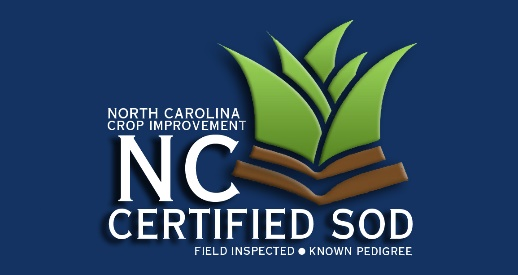 NORTH CAROLINA
CROP IMPROVEMENT
NC
CERTIFIED SOD
FIELD INSPECTED ● KNOWN PEDIGREE